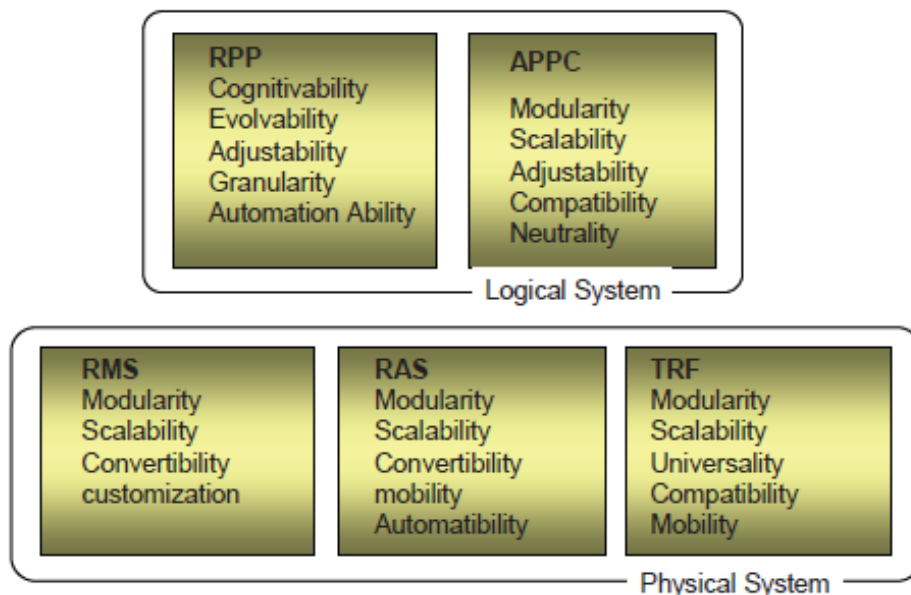 RPP
Cognitivability
Evolvability
Adjustability
Granularity
Automation Ability
APPC
Modularity
Scalability
Adjustability
Compatibility
Neutrality
Logical System
RMS
Modularity
Scalability
Convertibility
customization
RAS
Modularity
Scalability
Convertibility
mobility
Automatibility
TRF
Modularity
Scalability
Universality
Compatibility
Mobility
Physical System